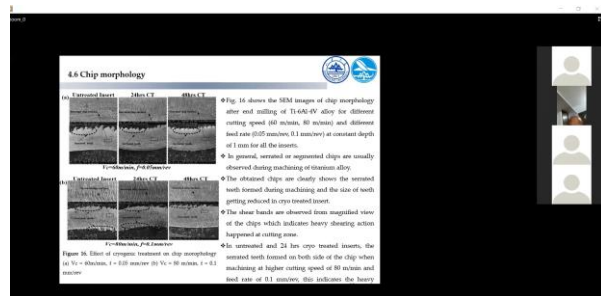 4.6 Chip morphology
(a) Untreated Insert 24hrs CT 48hrs CT
Vc=60m/min, f=0.05mm/rev
(b) Untreated Insert 24hrs CT 48hrs CT
Vc=80m/min, f=0.1mm/rev
Figure 16. Effect of cryogenic treatment on chip morphology
(a) Vc = 60m/min, f = 0.05 mm/rev (b) Vc = 80 m/min, f = 0.1
mm/rev
❖Fig. 16 shows the SEM images of chip morphology
after end milling of Ti-6Al-4V alloy for different
cutting speed (60 m/min, 80 m/min) and different
feed rate (0.05 mm/rev, 0.1 mm/rev) at constant depth
of 1 mm for all the inserts.
❖ In general, serrated or segmented chips are usually
observed during machining of titanium alloy.
❖The obtained chips are clearly shows the serrated
teeth formed during machining and the size of teeth
getting reduced in cryo treated insert.
❖The shear bands are observed from magnified view
of the chips which indicates heavy shearing action
happened at cutting zone.
❖In untreated and 24 hrs cryo treated inserts, the
serrated teeth formed on both side of the chip when
machining at higher cutting speed of 80 m/min and
feed rate of 0.1 mm/rev, this indicates the heavy